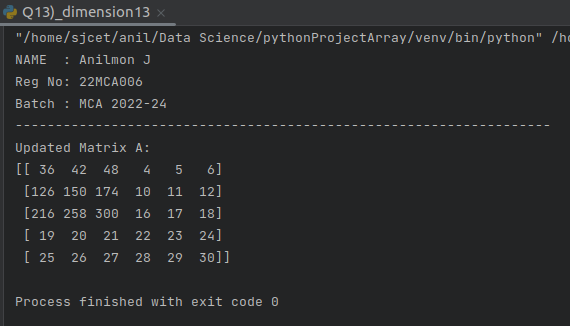 Q13)_dimension13 ×
"/home/sjcet/anil/Data Science/pythonProjectArray/venv/bin/python" /h
NAME  : Anilmon J
Reg No: 22MCA006
Batch : MCA 2022-24
-----------------------------------------------------------------
Updated Matrix A:
[[ 36  42  48   4   5   6]
 [126 150 174  10  11  12]
 [216 258 300  16  17  18]
 [ 19  20  21  22  23  24]
 [ 25  26  27  28  29  30]]
Process finished with exit code 0